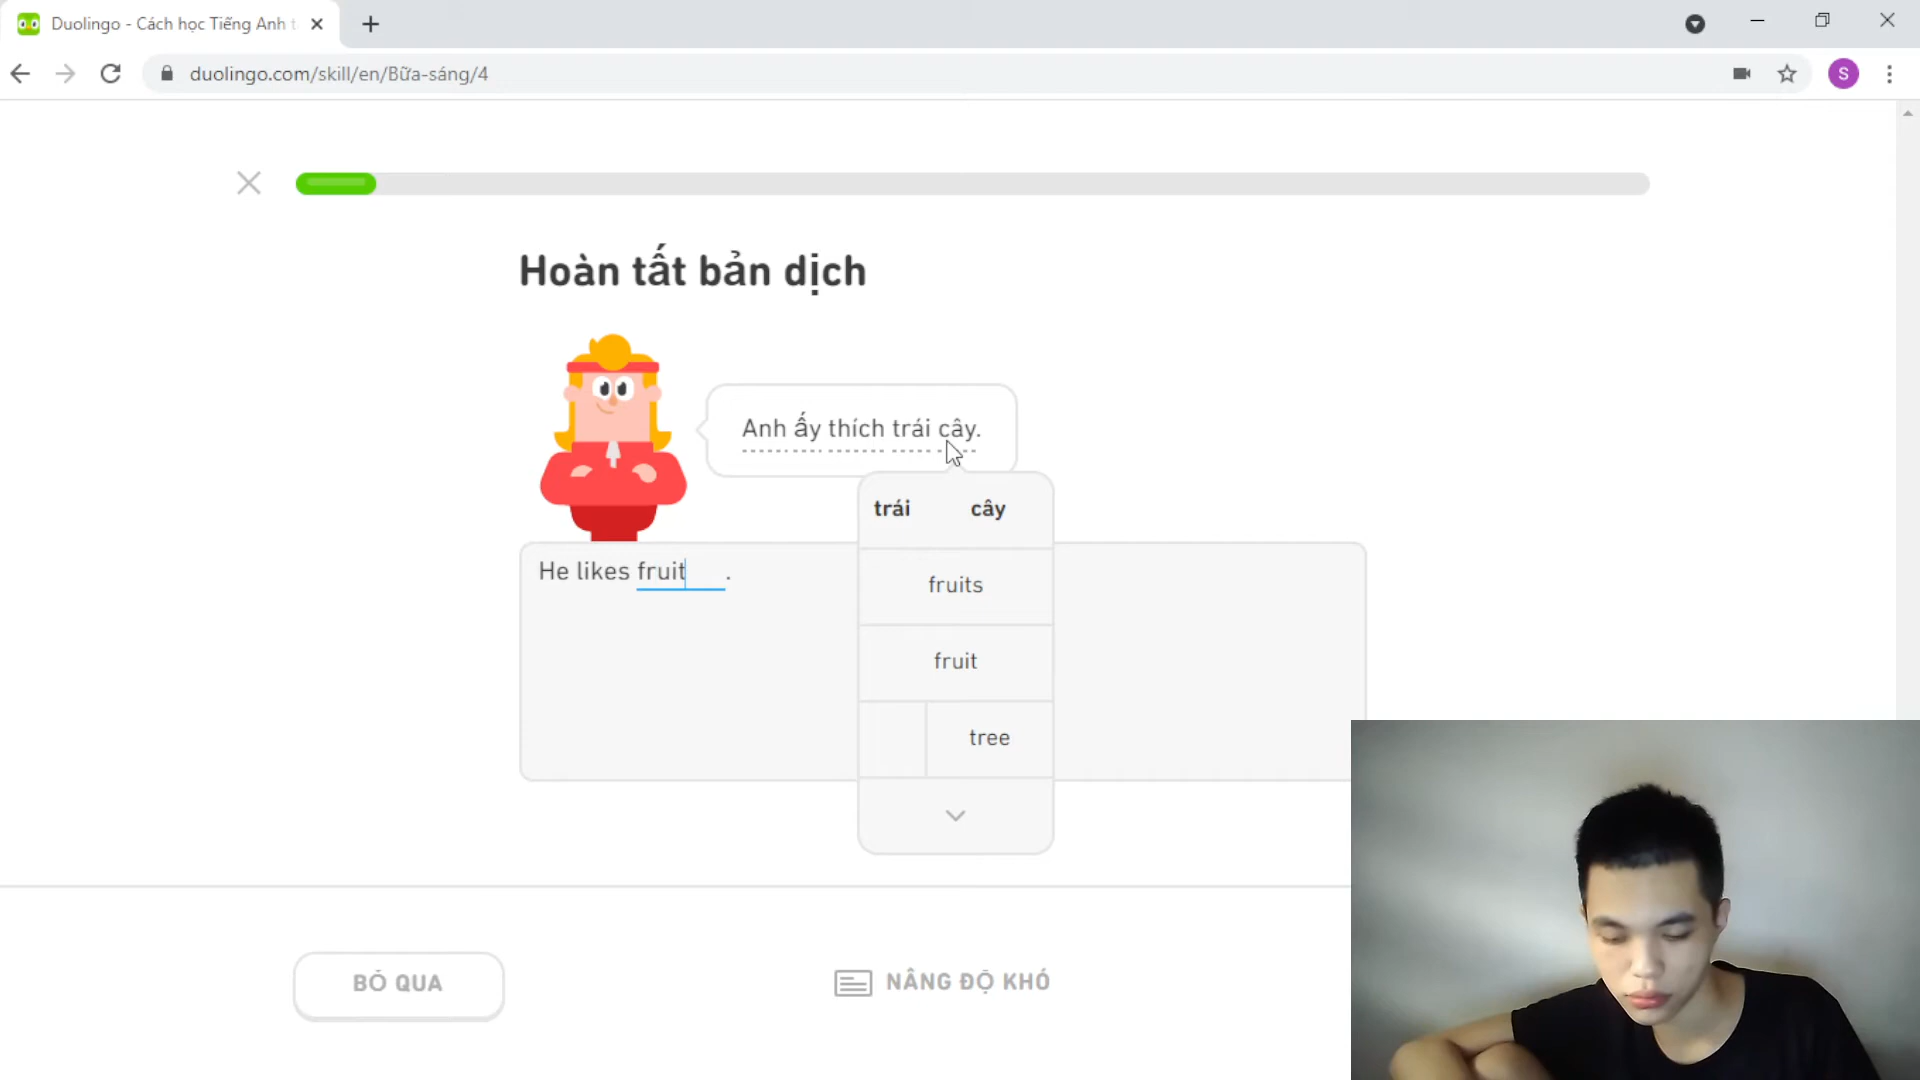 Duolingo - Cách học Tiếng Anh t
duolingo.com/skill/en/Bữa-sáng/4
S
Hoàn tất bản dịch
Anh ấy thích trái cây.
trái cây
fruits
fruit
tree
He likes fruit .
BỎ QUA
NÂNG ĐỘ KHÓ